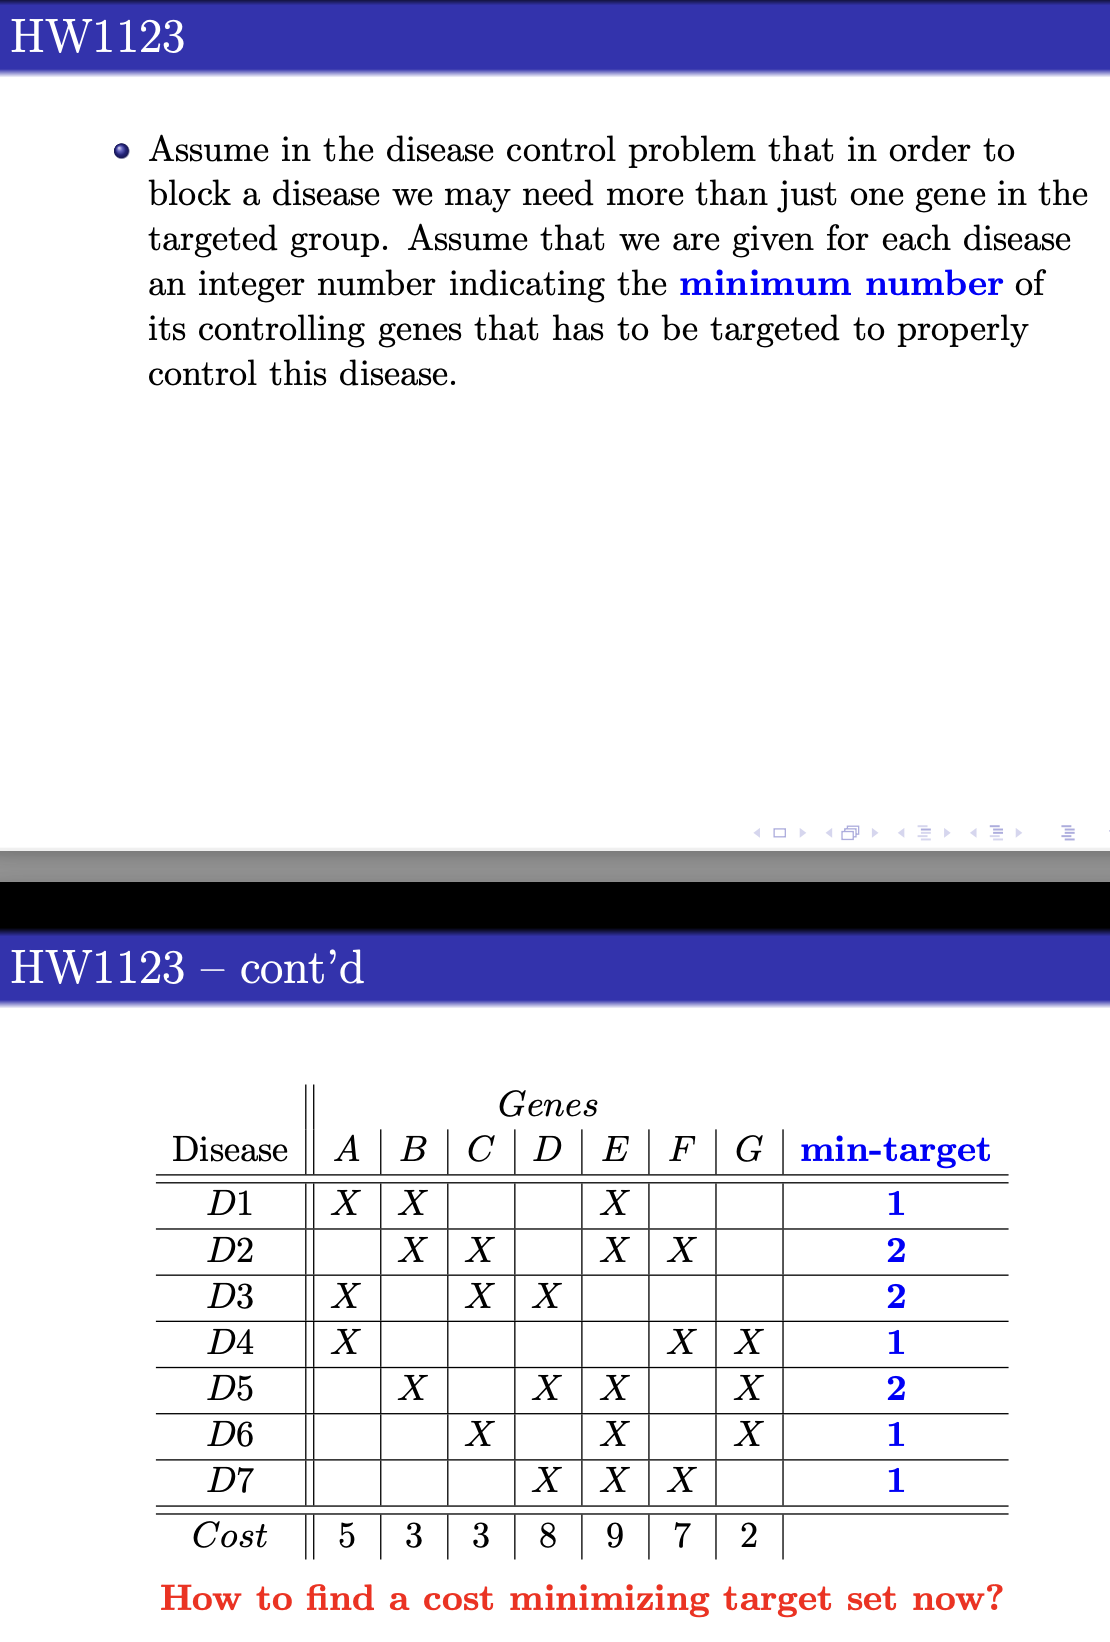 HW1123
Assume in the disease control problem that in order to
block a disease we may need more than just one gene in the
targeted group. Assume that we are given for each disease
an integer number indicating the minimum number of
its controlling genes that has to be targeted to properly
control this disease.
HW1123 – cont'd
Genes
Disease A B C D E F G min-target
D1 X X X 1
D2 X X X X 2
D3 X X X 2
D4 X X X 1
D5 X X X X 2
D6 X X X 1
D7 X X X 1
Cost 5 3 3 8 9 7 2
How to find a cost minimizing target set now?